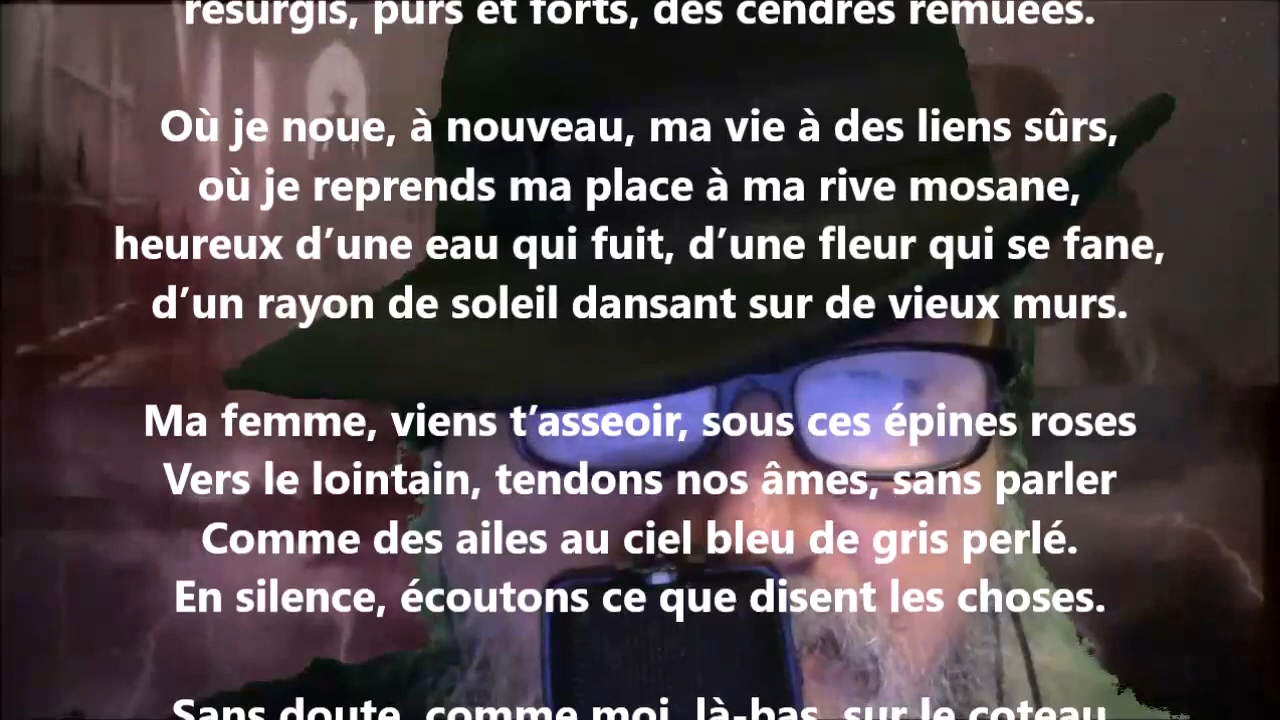 resurgis, purs et forts, des cendres remuées.
Où je noue, à nouveau, ma vie à des liens sûrs,
où je reprends ma place à ma rive mosane,
heureux d’une eau qui fuit, d’une fleur qui se fane,
d’un rayon de soleil dansant sur de vieux murs.
Ma femme, viens t’asseoir, sous ces épines roses
Vers le lointain, tendons nos âmes, sans parler
Comme des ailes au ciel bleu de gris perlé.
En silence, écoutons ce que disent les choses.
Sans doute, comme moi, là-bas, sur le coteau